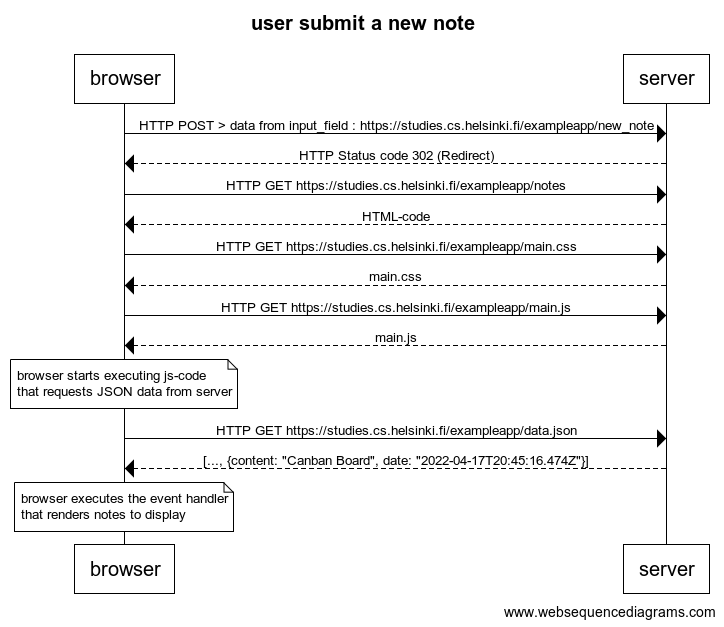 user submit a new note
browser
server
HTTP POST > data from input_field : https://studies.cs.helsinki.fi/exampleapp/new_note
HTTP Status code 302 (Redirect)
HTTP GET https://studies.cs.helsinki.fi/exampleapp/notes
HTML-code
HTTP GET https://studies.cs.helsinki.fi/exampleapp/main.css
main.css
HTTP GET https://studies.cs.helsinki.fi/exampleapp/main.js
main.js
browser starts executing js-code
that requests JSON data from server
HTTP GET https://studies.cs.helsinki.fi/exampleapp/data.json
[..., {content: "Canban Board", date: "2022-04-17T20:45:16.474Z"}]
browser executes the event handler
that renders notes to display
browser
server
www.websequencediagrams.com